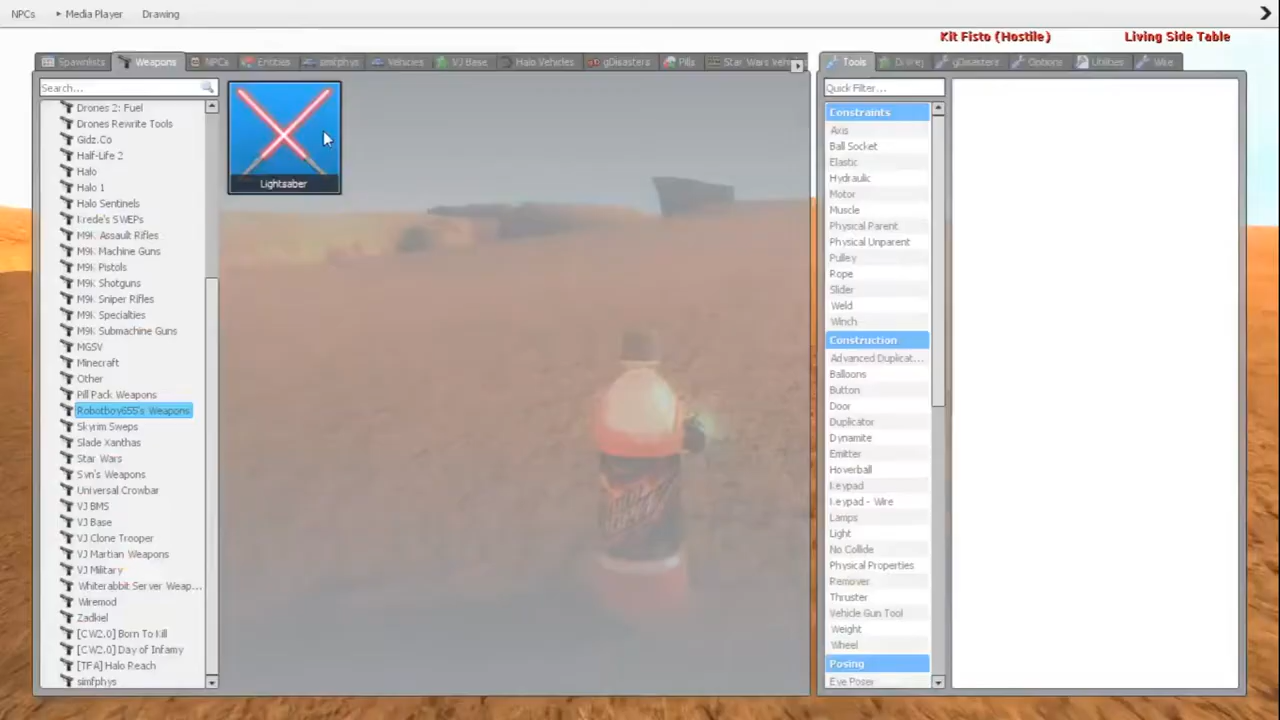 NPCs
Media Player
Drawing
Kit Fisto (Hostile)
Living Side Table
Spawnlists
Weapons
NPCs
Entities
simfphys
Vehicles
VJ Base
Halo Vehicles
gDisasters
Pills
Star Wars Vehi
Tools
gDisasters
Options
Utilities
Wire
Search...
Quick Filter...
Drones 2: Fuel
Drones Rewrite Tools
Gidz.Co
Half-Life 2
Halo
Halo 1
Halo Sentinels
Krede's SWEPs
M9K Assault Rifles
M9K Machine Guns
M9K Pistols
M9K Shotguns
M9K Sniper Rifles
M9K Specialties
M9K Submachine Guns
MGSV
Minecraft
Other
Pill Pack Weapons
Robotboy655's Weapons
Skyrim Sweps
Slade Xanthas
Star Wars
Syn's Weapons
Universal Crowbar
VJ BMS
VJ Base
VJ Clone Trooper
VJ Martian Weapons
VJ Military
Whiterabbit Server Weap...
Wiremod
Zadkiel
[CW2.0] Born To Kill
[CW2.0] Day of Infamy
[TFA] Halo Reach
simfphys
Lightsaber
Constraints
Axis
Ball Socket
Elastic
Hydraulic
Motor
Muscle
Physical Parent
Physical Unparent
Pulley
Rope
Slider
Weld
Winch
Construction
Advanced Duplicat...
Balloons
Button
Door
Duplicator
Dynamite
Emitter
Hoverball
Keypad
Keypad - Wire
Lamps
Light
No Collide
Physical Properties
Remover
Thruster
Vehicle Gun Tool
Weight
Wheel
Posing
Eye Poser